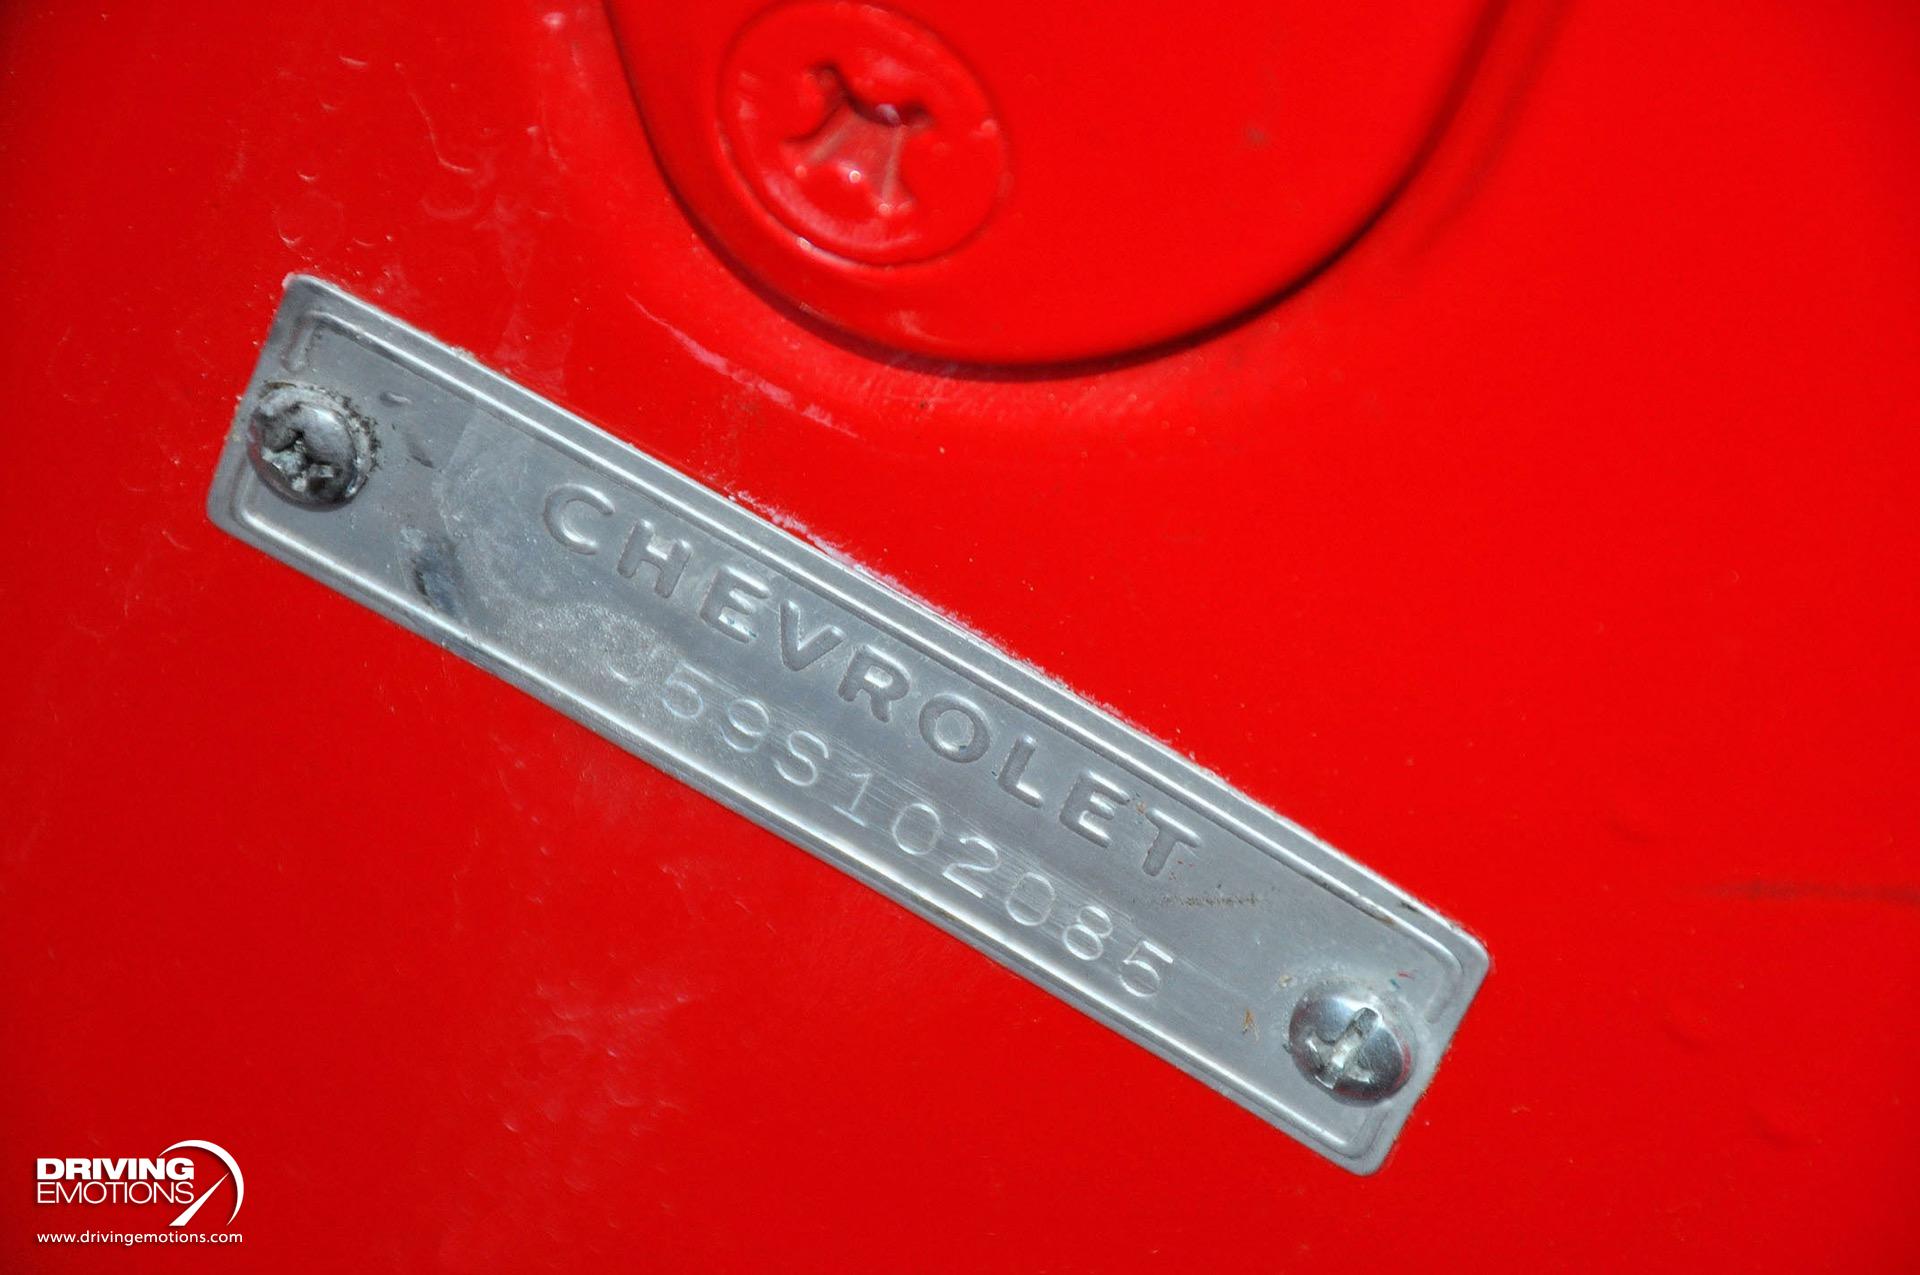 CHEVROLET
J59S102085
DRIVING
EMOTIONS
www.drivingemotions.com